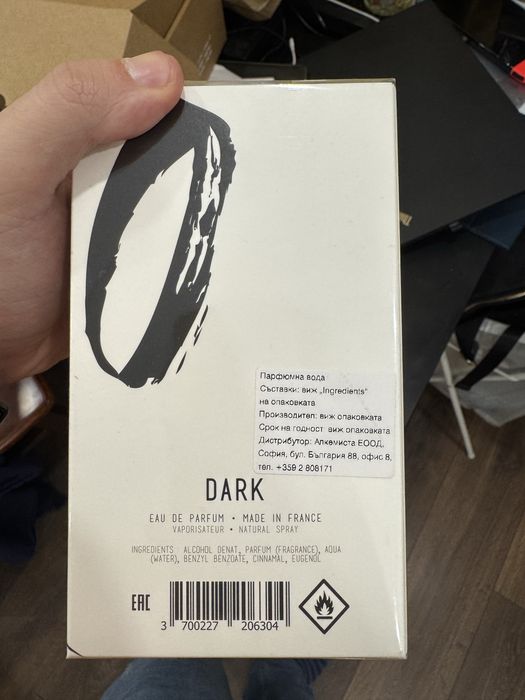 Парфюмна вода
Съставки: виж „Ingredients"
на опаковката
Производител: виж опаковката
Срок на годност: виж опаковката
Дистрибутор: Алкемиста ЕООД,
София, бул. България 88, офис 8,
тел. +359 2 808171
DARK
EAU DE PARFUM • MADE IN FRANCE
VAPORISATEUR • NATURAL SPRAY
INGREDIENTS : ALCOHOL DENAT, PARFUM (FRAGRANCE), AQUA
(WATER), BENZYL BENZOATE, CINNAMAL, EUGENOL
EAC
3 700227 206304